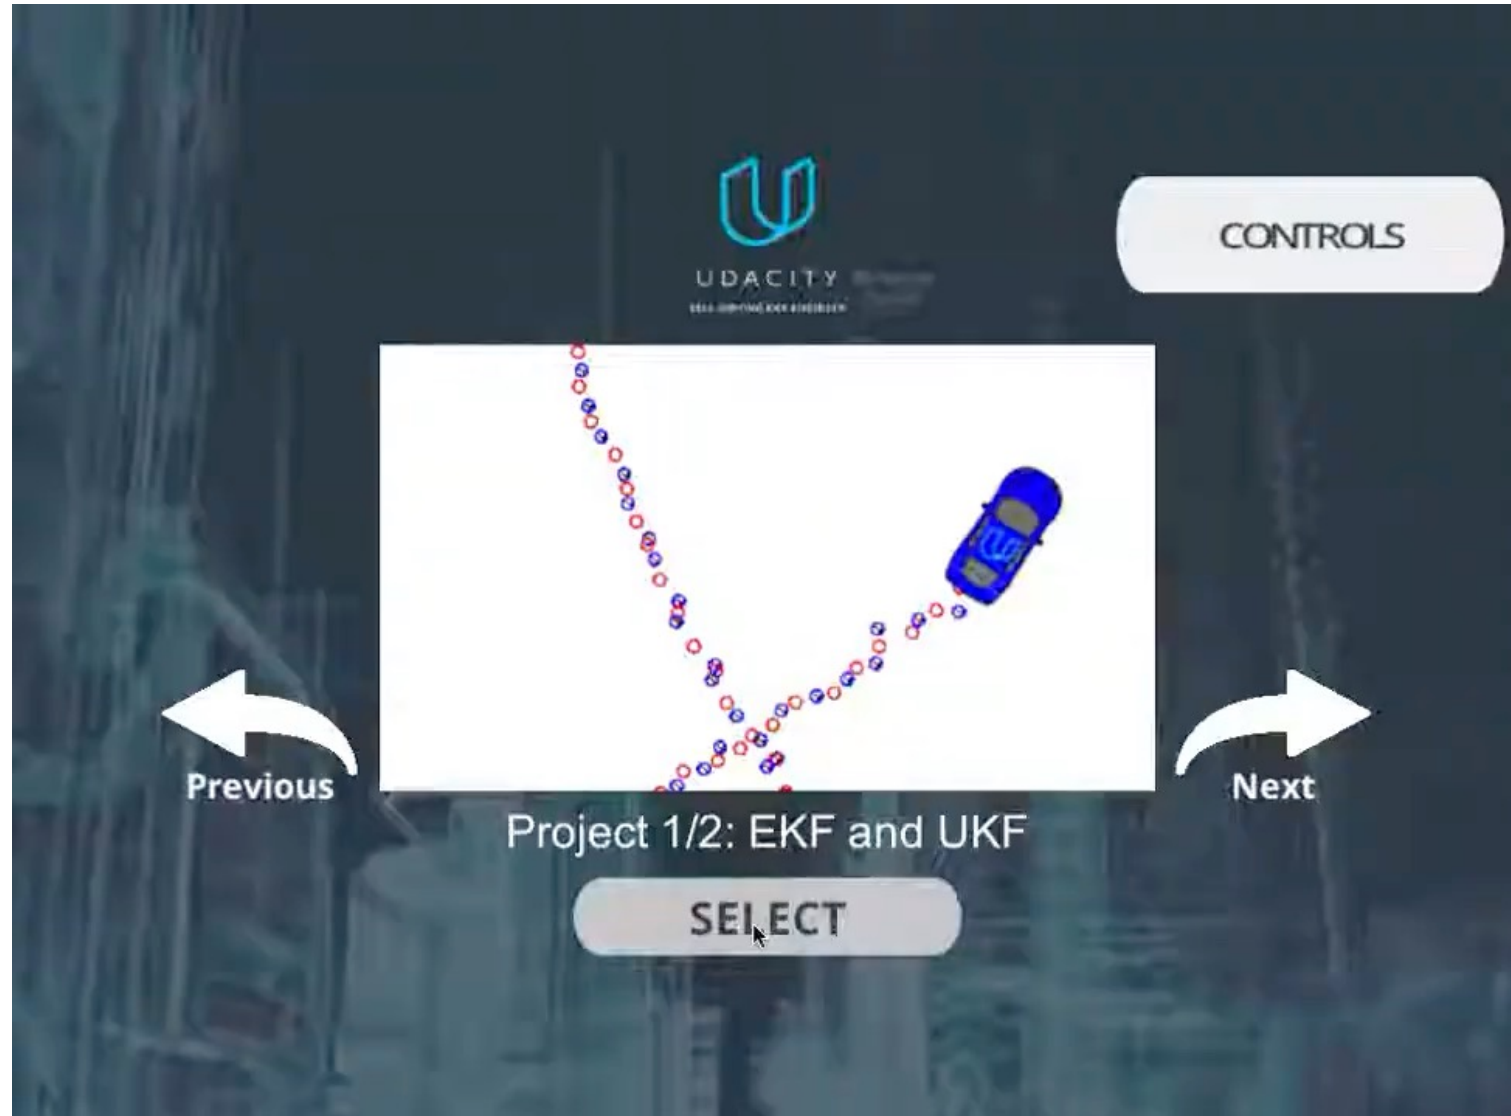 UDACITY
CONTROLS
Previous
Next
Project 1/2: EKF and UKF
SELECT